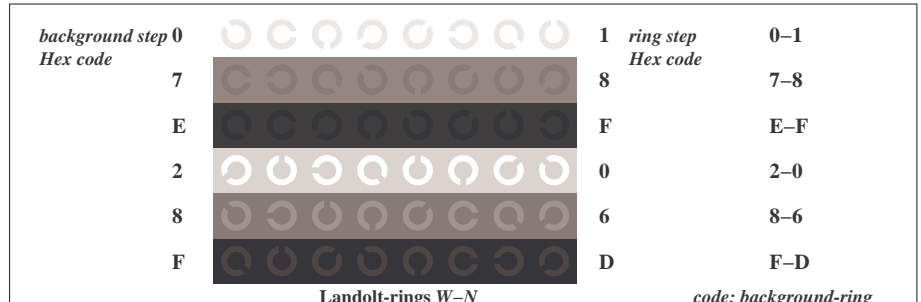 background step 0 1 ring step 0–1
Hex code Hex code
7 8 7–8
E F E–F
2 0 2–0
8 6 8–6
F D F–D
Landolt-rings W–N code: background-ring